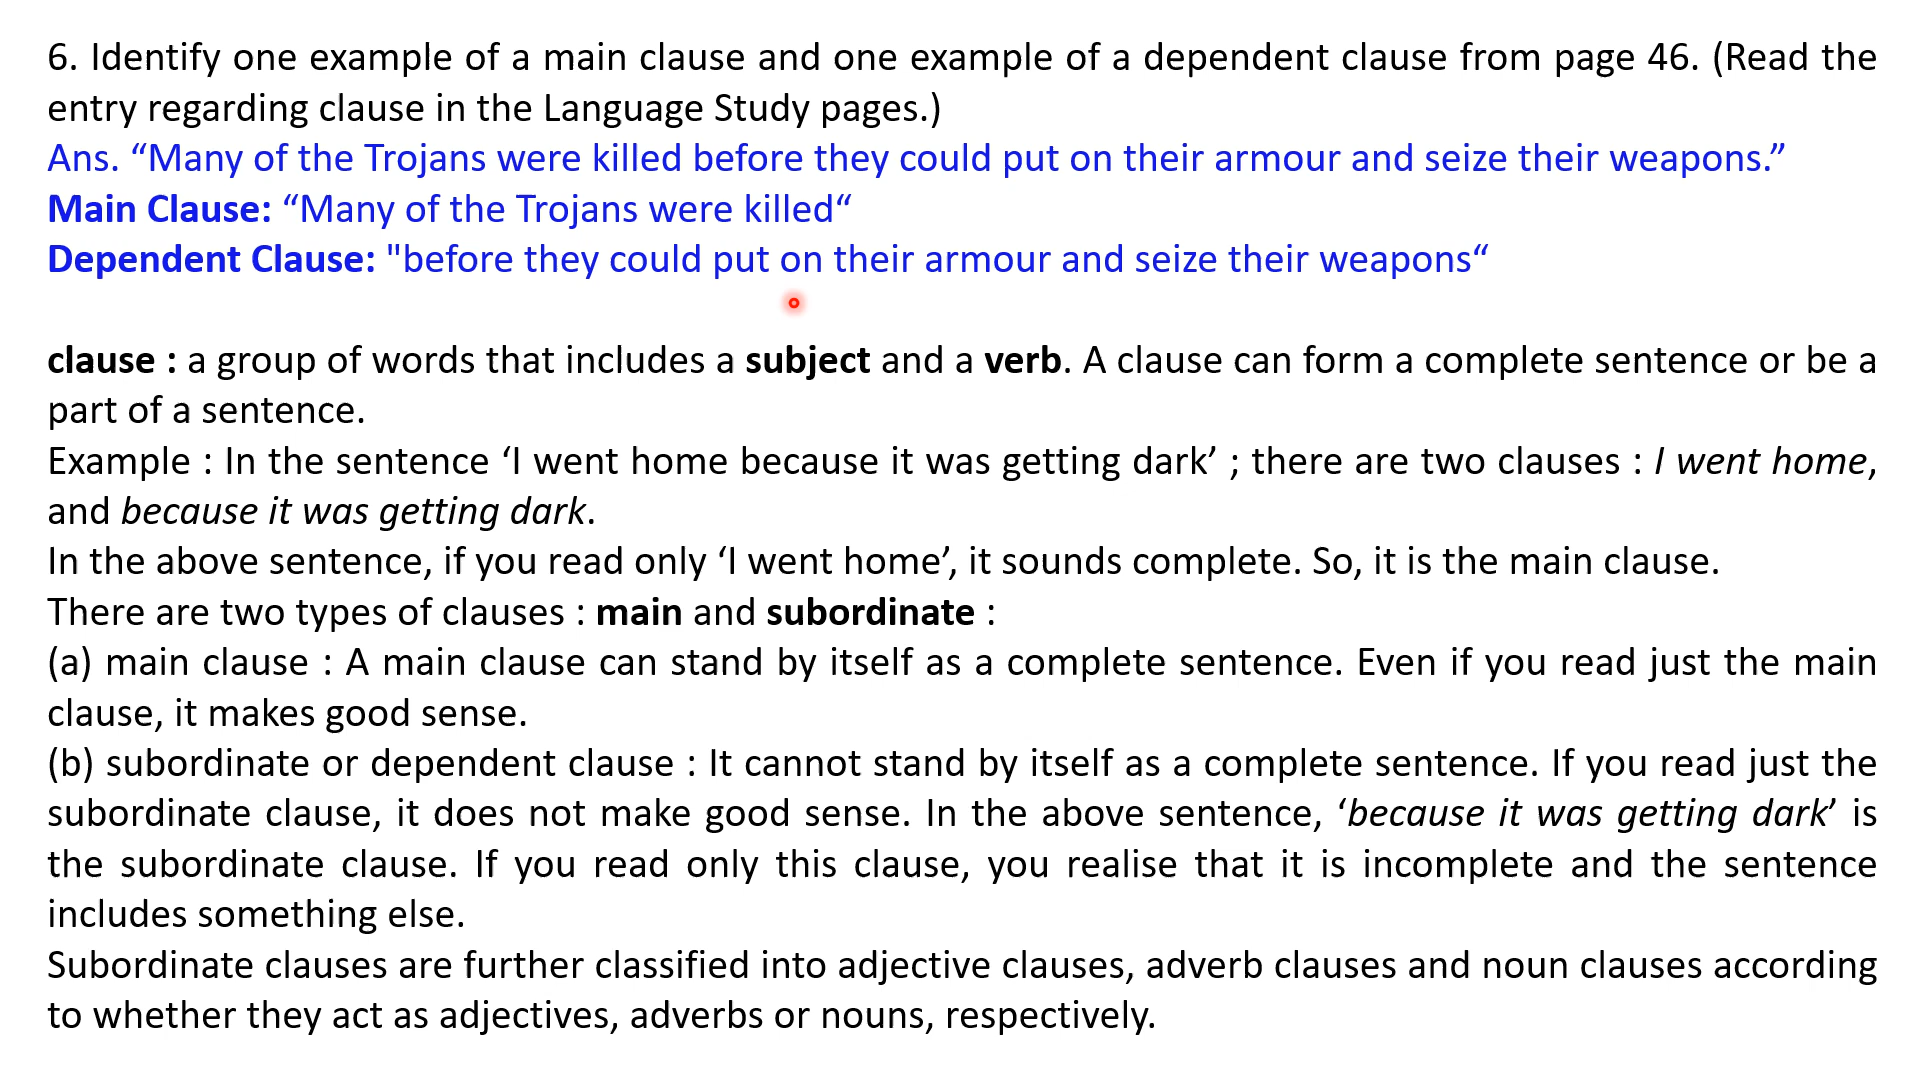 6. Identify one example of a main clause and one example of a dependent clause from page 46. (Read the
entry regarding clause in the Language Study pages.)
Ans. “Many of the Trojans were killed before they could put on their armour and seize their weapons.”
Main Clause: “Many of the Trojans were killed“
Dependent Clause: "before they could put on their armour and seize their weapons“
clause : a group of words that includes a subject and a verb. A clause can form a complete sentence or be a
part of a sentence.
Example : In the sentence ‘I went home because it was getting dark’ ; there are two clauses : I went home,
and because it was getting dark.
In the above sentence, if you read only ‘I went home’, it sounds complete. So, it is the main clause.
There are two types of clauses : main and subordinate :
(a) main clause : A main clause can stand by itself as a complete sentence. Even if you read just the main
clause, it makes good sense.
(b) subordinate or dependent clause : It cannot stand by itself as a complete sentence. If you read just the
subordinate clause, it does not make good sense. In the above sentence, ‘because it was getting dark’ is
the subordinate clause. If you read only this clause, you realise that it is incomplete and the sentence
includes something else.
Subordinate clauses are further classified into adjective clauses, adverb clauses and noun clauses according
to whether they act as adjectives, adverbs or nouns, respectively.